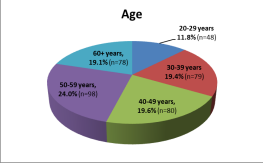 Age
20-29 years
11.8% (n=48)
30-39 years
19.4% (n=79)
40-49 years
19.6% (n=80)
50-59 years,
24.0% (n=98)
60+ years,
19.1% (n=78)